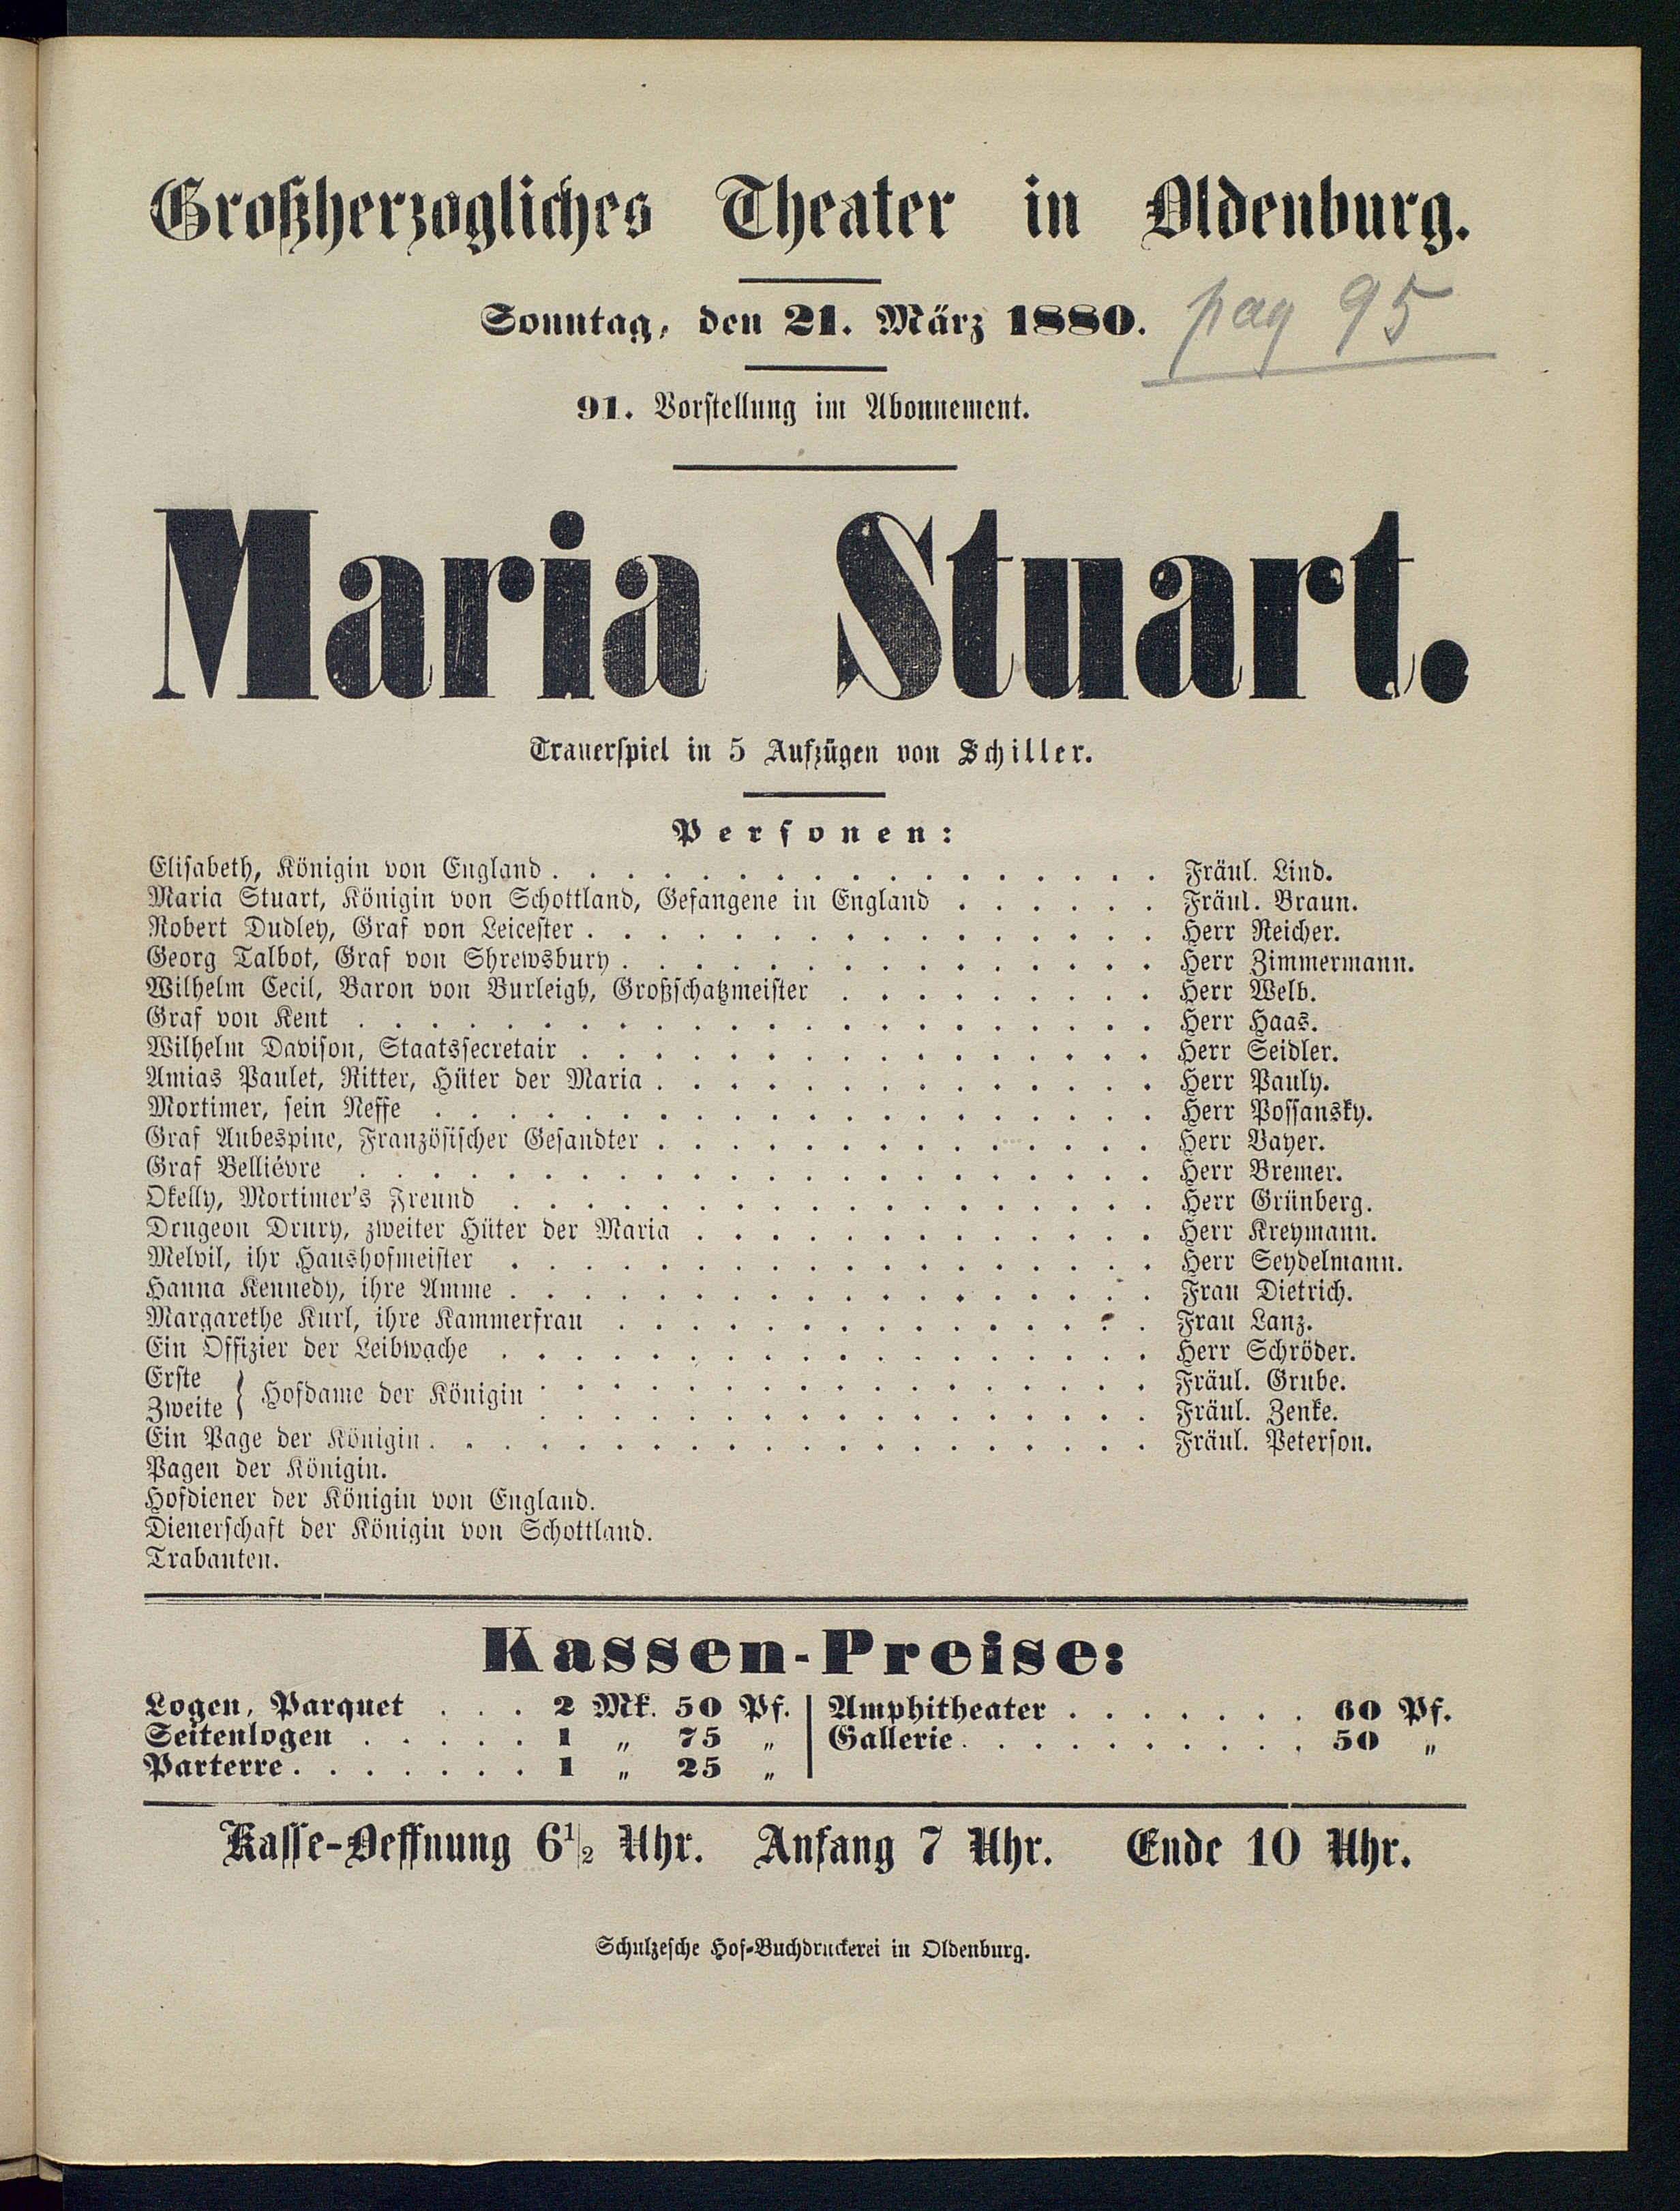 Großherzogliches Theater in Oldenburg.
Sonntag, den 21. März 1880.
pag 95
91. Vorstellung im Abonnement.
Maria Stuart.
Trauerspiel in 5 Aufzügen von Schiller.
Personen:
Elisabeth, Königin von England . . . . . . . . . . . . . . . . . Fräul. Lind.
Maria Stuart, Königin von Schottland, Gefangene in England . . . . . . Fräul. Braun.
Robert Dudley, Graf von Leicester . . . . . . . . . . . . . . . . Herr Reicher.
Georg Talbot, Graf von Shrewsbury . . . . . . . . . . . . . . . Herr Zimmermann.
Wilhelm Cecil, Baron von Burleigh, Großschatzmeister . . . . . . . . . Herr Welb.
Graf von Kent . . . . . . . . . . . . . . . . . . . . . . Herr Haas.
Wilhelm Davison, Staatssecretair . . . . . . . . . . . . . . . . Herr Seidler.
Amias Paulet, Ritter, Hüter der Maria . . . . . . . . . . . . . . Herr Pauly.
Mortimer, sein Neffe . . . . . . . . . . . . . . . . . . . . Herr Possansky.
Graf Aubespine, Französischer Gesandter . . . . . . . . . . . . . . Herr Bayer.
Graf Belliévre . . . . . . . . . . . . . . . . . . . . . . Herr Bremer.
Okelly, Mortimer's Freund . . . . . . . . . . . . . . . . . . Herr Grünberg.
Drugeon Drury, zweiter Hüter der Maria . . . . . . . . . . . . . Herr Kreymann.
Melvil, ihr Haushofmeister . . . . . . . . . . . . . . . . . . Herr Seydelmann.
Hanna Kennedy, ihre Amme . . . . . . . . . . . . . . . . . . Frau Dietrich.
Margarethe Kurl, ihre Kammerfrau . . . . . . . . . . . . . . . Frau Lanz.
Ein Offizier der Leibwache . . . . . . . . . . . . . . . . . . Herr Schröder.
Erste } Hofdame der Königin . . . . . . . . . . . . . . . . . Fräul. Grube.
Zweite . . . . . . . . . . . . . . . . . Fräul. Zenke.
Ein Page der Königin . . . . . . . . . . . . . . . . . . . . Fräul. Peterson.
Pagen der Königin.
Hofdiener der Königin von England.
Dienerschaft der Königin von Schottland.
Trabanten.
Kassen-Preise:
Logen, Parquet . . . 2 Mk. 50 Pf.
Seitenlogen . . . . . 1 „ 75 „
Parterre . . . . . . . 1 „ 25 „
Amphitheater . . . . . . . 60 Pf.
Gallerie . . . . . . . . . . 50 „
Kasse-Oeffnung 6½ Uhr. Anfang 7 Uhr. Ende 10 Uhr.
Schulzesche Hof-Buchdruckerei in Oldenburg.